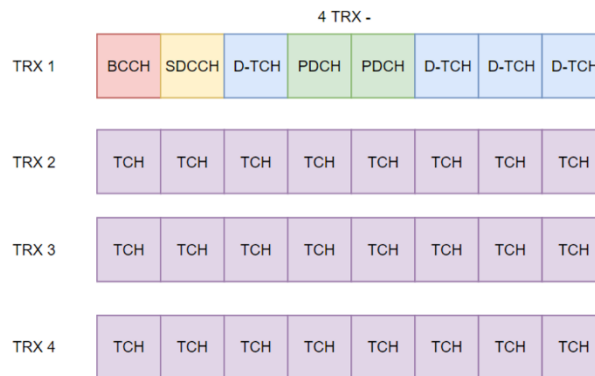 4 TRX -
TRX 1 BCCH SDCCH D-TCH PDCH PDCH D-TCH D-TCH D-TCH
TRX 2 TCH TCH TCH TCH TCH TCH TCH TCH
TRX 3 TCH TCH TCH TCH TCH TCH TCH TCH
TRX 4 TCH TCH TCH TCH TCH TCH TCH TCH